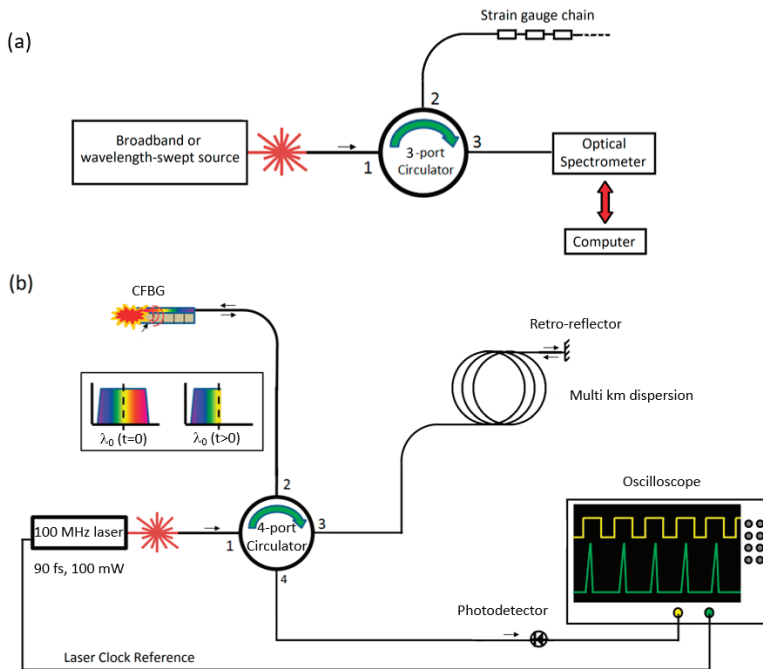 (a)
Strain gauge chain
2
Broadband or
wavelength-swept source
1
3-port
Circulator
3
Optical
Spectrometer
Computer
(b)
CFBG
Retro-reflector
Multi km dispersion
λ0 (t=0)
λ0 (t>0)
2
Oscilloscope
100 MHz laser
1
4-port
Circulator
3
4
90 fs, 100 mW
Photodetector
Laser Clock Reference